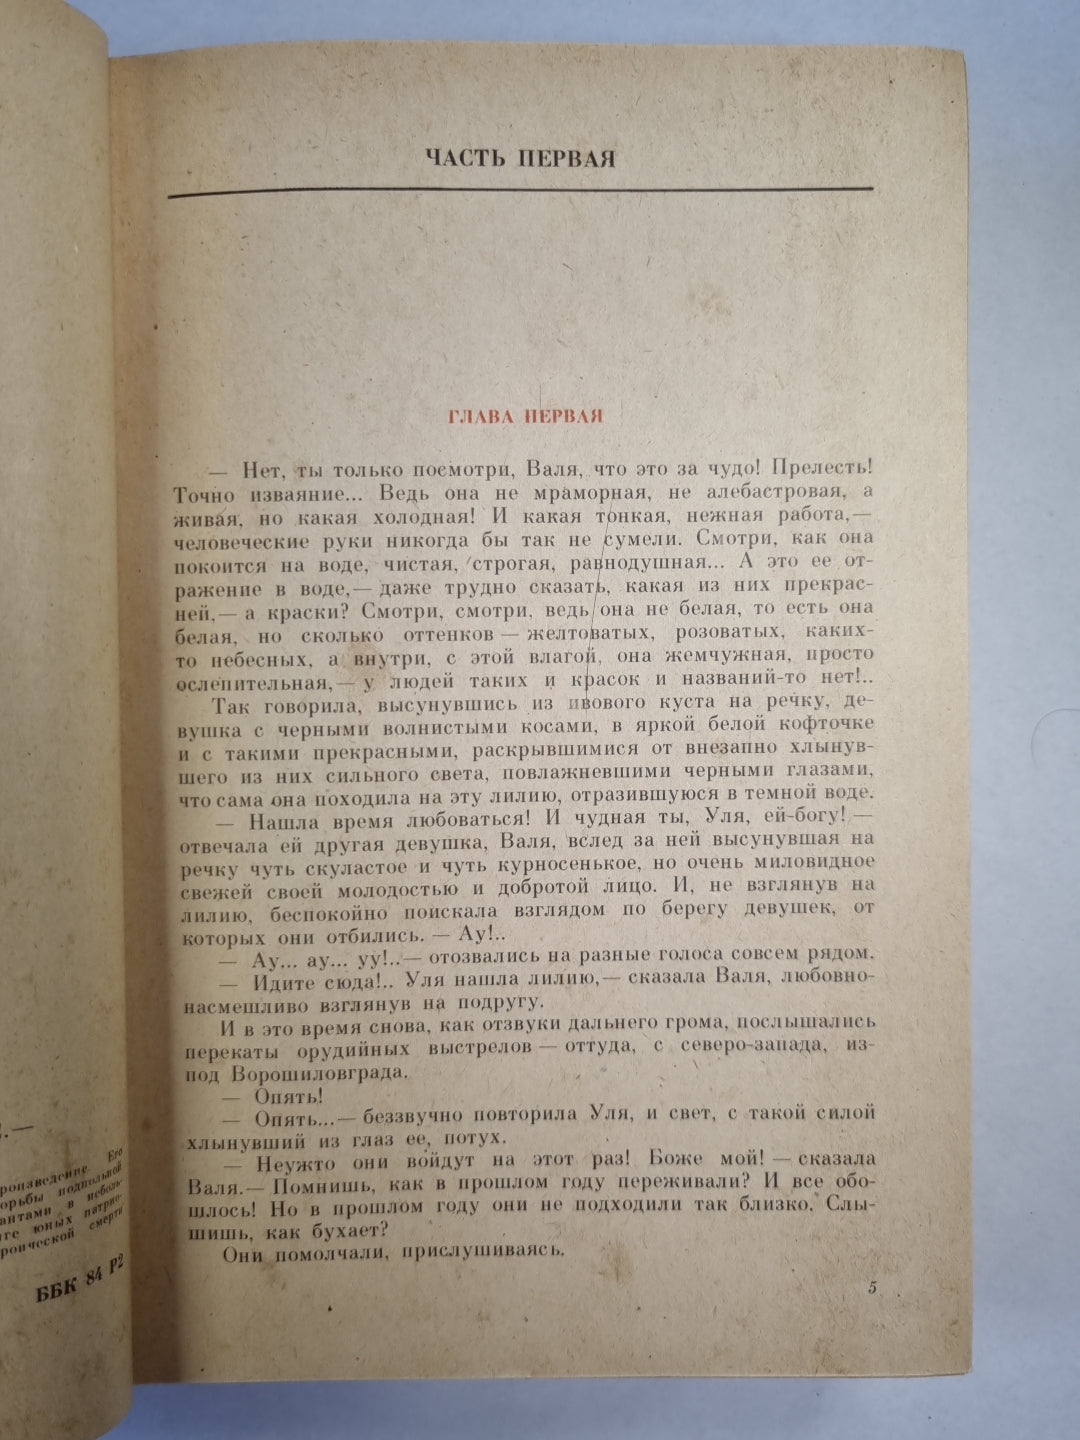 ЧАСТЬ ПЕРВАЯ
ГЛАВА ПЕРВАЯ
— Нет, ты только посмотри, Валя, что это за чудо! Прелесть!
Точно изваяние... Ведь она не мраморная, не алебастровая, а
живая, но какая холодная! И какая тонкая, нежная работа,—
человеческие руки никогда бы так не сумели. Смотри, как она
покоится на воде, чистая, строгая, равнодушная... А это ее от-
ражение в воде,— даже трудно сказать, какая из них прекрас-
ней,— а краски? Смотри, смотри, ведь она не белая, то есть она
белая, но сколько оттенков — желтоватых, розоватых, каких-
то небесных, а внутри, с этой влагой, она жемчужная, просто
ослепительная,— у людей таких и красок и названий-то нет!..
Так говорила, высунувшись из ивового куста на речку, де-
вушка с черными волнистыми косами, в яркой белой кофточке
и с такими прекрасными, раскрывшимися от внезапно хлынув-
шего из них сильного света, повлажневшими черными глазами,
что сама она походила на эту лилию, отразившуюся в темной воде.
— Нашла время любоваться! И чудная ты, Уля, ей-богу! —
отвечала ей другая девушка, Валя, вслед за ней высунувшая на
речку чуть скуластое и чуть курносенькое, но очень миловидное
свежей своей молодостью и добротой лицо. И, не взглянув на
лилию, беспокойно поискала взглядом по берегу девушек, от
которых они отбились. — Ау!..
— Ау... ау... уу!..— отозвались на разные голоса совсем рядом.
— Идите сюда!.. Уля нашла лилию,— сказала Валя, любовно-
насмешливо взглянув на подругу.
И в это время снова, как отзвуки дальнего грома, послышались
перекаты орудийных выстрелов — оттуда, с северо-запада, из-
под Ворошиловграда.
— Опять!
— Опять...— беззвучно повторила Уля, и свет, с такой силой
хлынувший из глаз ее, потух.
— Неужто они войдут на этот раз! Боже мой! — сказала
Валя.— Помнишь, как в прошлом году переживали? И все обо-
шлось! Но в прошлом году они не подходили так близко. Слы-
шишь, как бухает?
Они помолчали, прислушиваясь.
5
роизведение. Его
орьбы подпольной
антами в неболь-
ге юных патрио-
роической смерти
ББК 84 Р2